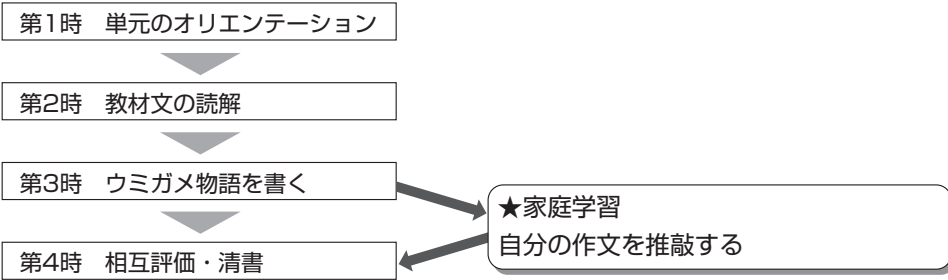 第1時　単元のオリエンテーション
第2時　教材文の読解
第3時　ウミガメ物語を書く
★家庭学習
自分の作文を推敲する
第4時　相互評価・清書